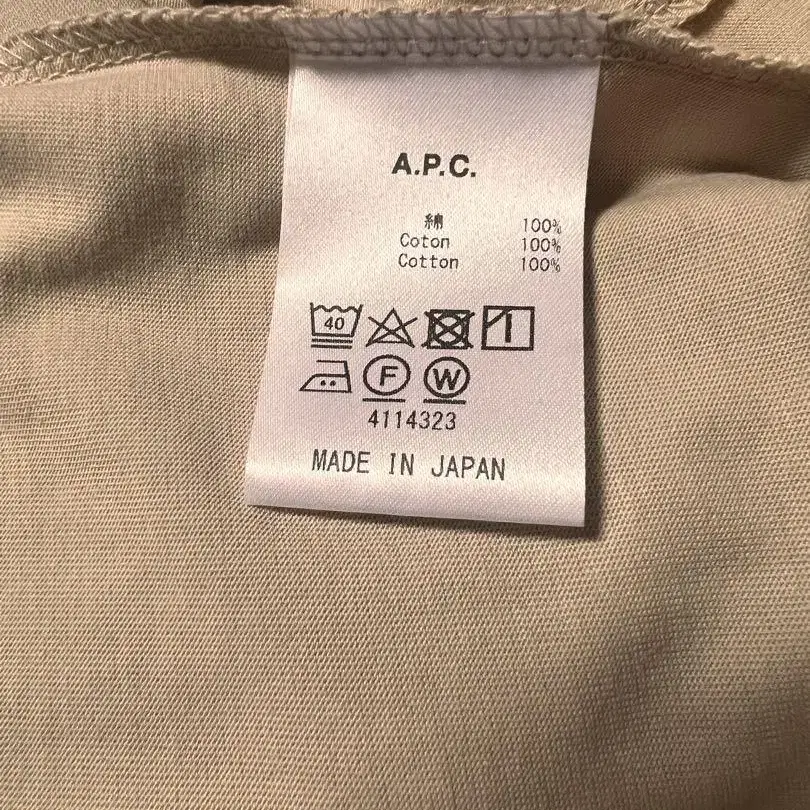 A.P.C.
綿 100%
Coton 100%
Cotton 100%
40
F W
4114323
MADE IN JAPAN